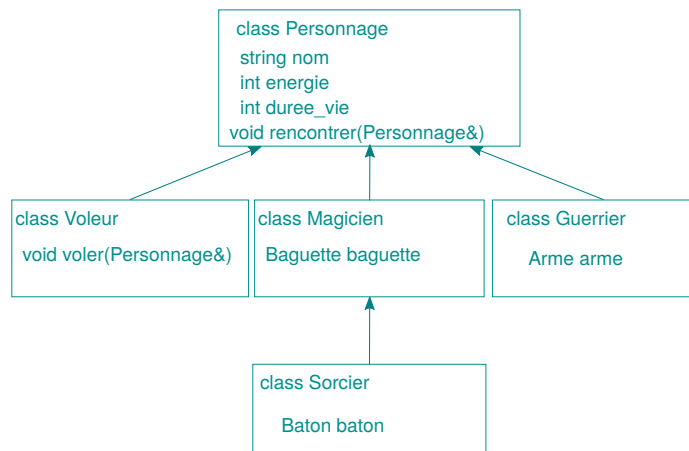 class Personnage
string nom
int energie
int duree_vie
void rencontrer(Personnage&)
class Voleur
void voler(Personnage&)
class Magicien
Baguette baguette
class Guerrier
Arme arme
class Sorcier
Baton baton